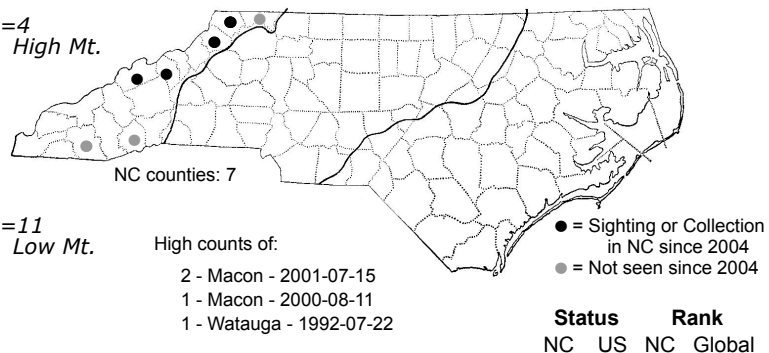 =4
High Mt.
NC counties: 7
=11
Low Mt.
High counts of:
2 - Macon - 2001-07-15
1 - Macon - 2000-08-11
1 - Watauga - 1992-07-22
● = Sighting or Collection
in NC since 2004
● = Not seen since 2004
Status Rank
NC US NC Global